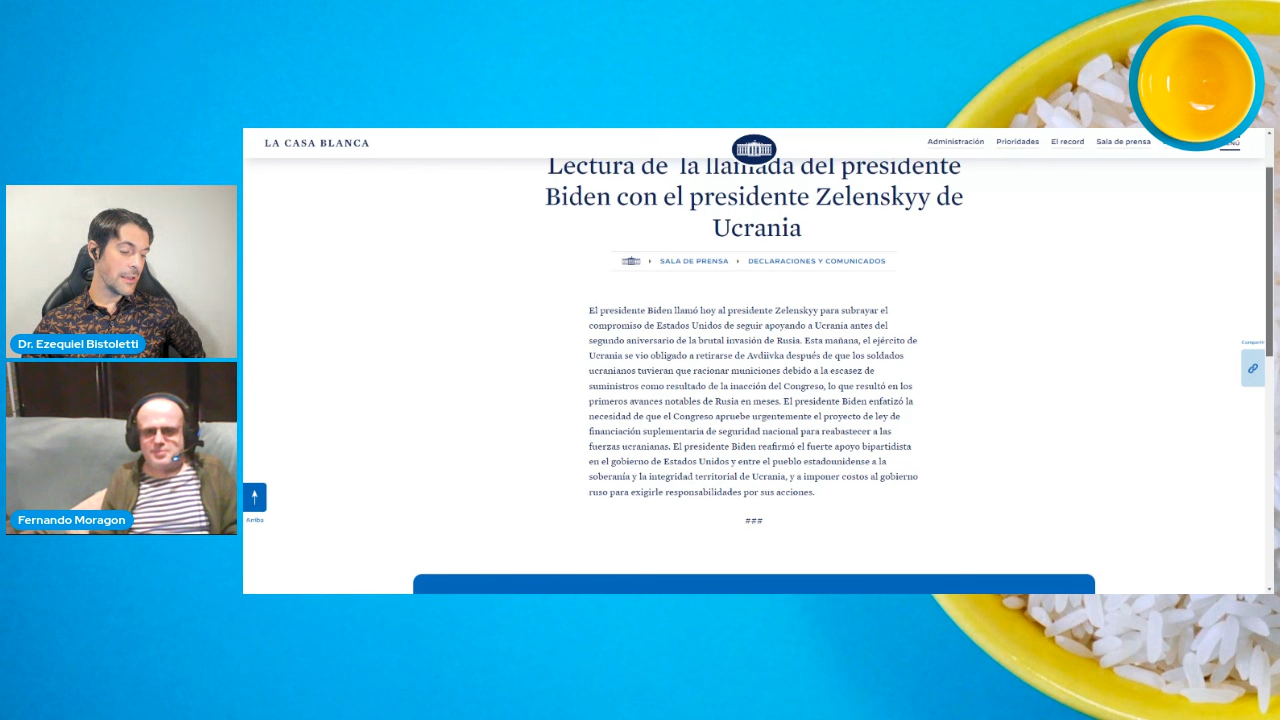 LA CASA BLANCA
Administración
Prioridades
El record
Sala de prensa
Lectura de la llamada del presidente
Biden con el presidente Zelenskyy de
Ucrania
SALA DE PRENSA
DECLARACIONES Y COMUNICADOS
El presidente Biden llamó hoy al presidente Zelenskyy para subrayar el
compromiso de Estados Unidos de seguir apoyando a Ucrania antes del
segundo aniversario de la brutal invasión de Rusia. Esta mañana, el ejército de
Ucrania se vio obligado a retirarse de Avdiivka después de que los soldados
ucranianos tuvieran que racionar municiones debido a la escasez de
suministros como resultado de la inacción del Congreso, lo que resultó en los
primeros avances notables de Rusia en meses. El presidente Biden enfatizó la
necesidad de que el Congreso apruebe urgentemente el proyecto de ley de
financiación suplementaria de seguridad nacional para reabastecer a las
fuerzas ucranianas. El presidente Biden reafirmó el fuerte apoyo bipartidista
en el gobierno de Estados Unidos y entre el pueblo estadounidense a la
soberanía y la integridad territorial de Ucrania, y a imponer costos al gobierno
ruso para exigirle responsabilidades por sus acciones.
###
Compartir
Arriba
Dr. Ezequiel Bistoletti
Fernando Moragon